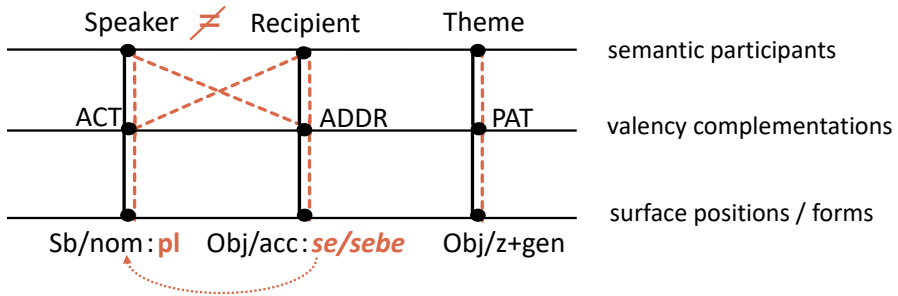 Speaker ≠ Recipient Theme
semantic participants
ACT ADDR PAT
valency complementations
surface positions / forms
Sb/nom: pl Obj/acc: se/sebe Obj/z+gen